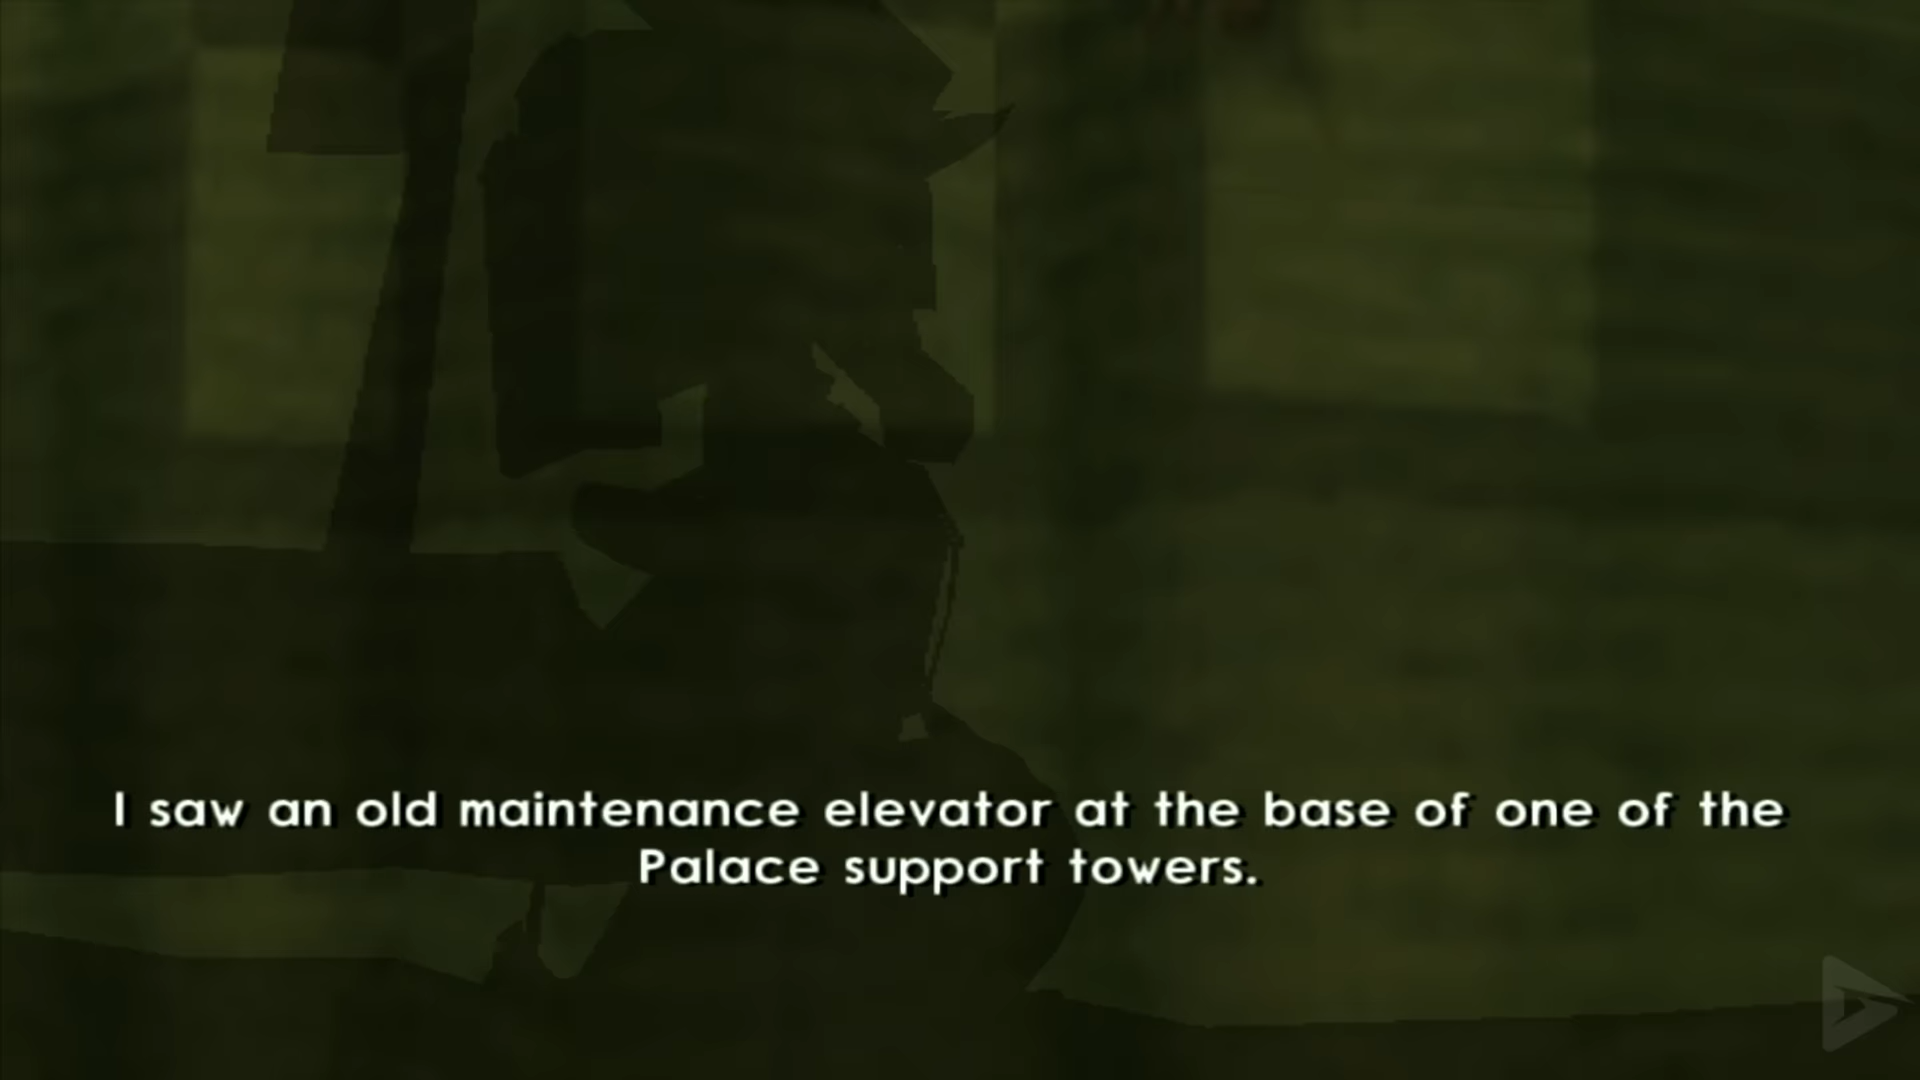 I saw an old maintenance elevator at the base of one of the
Palace support towers.